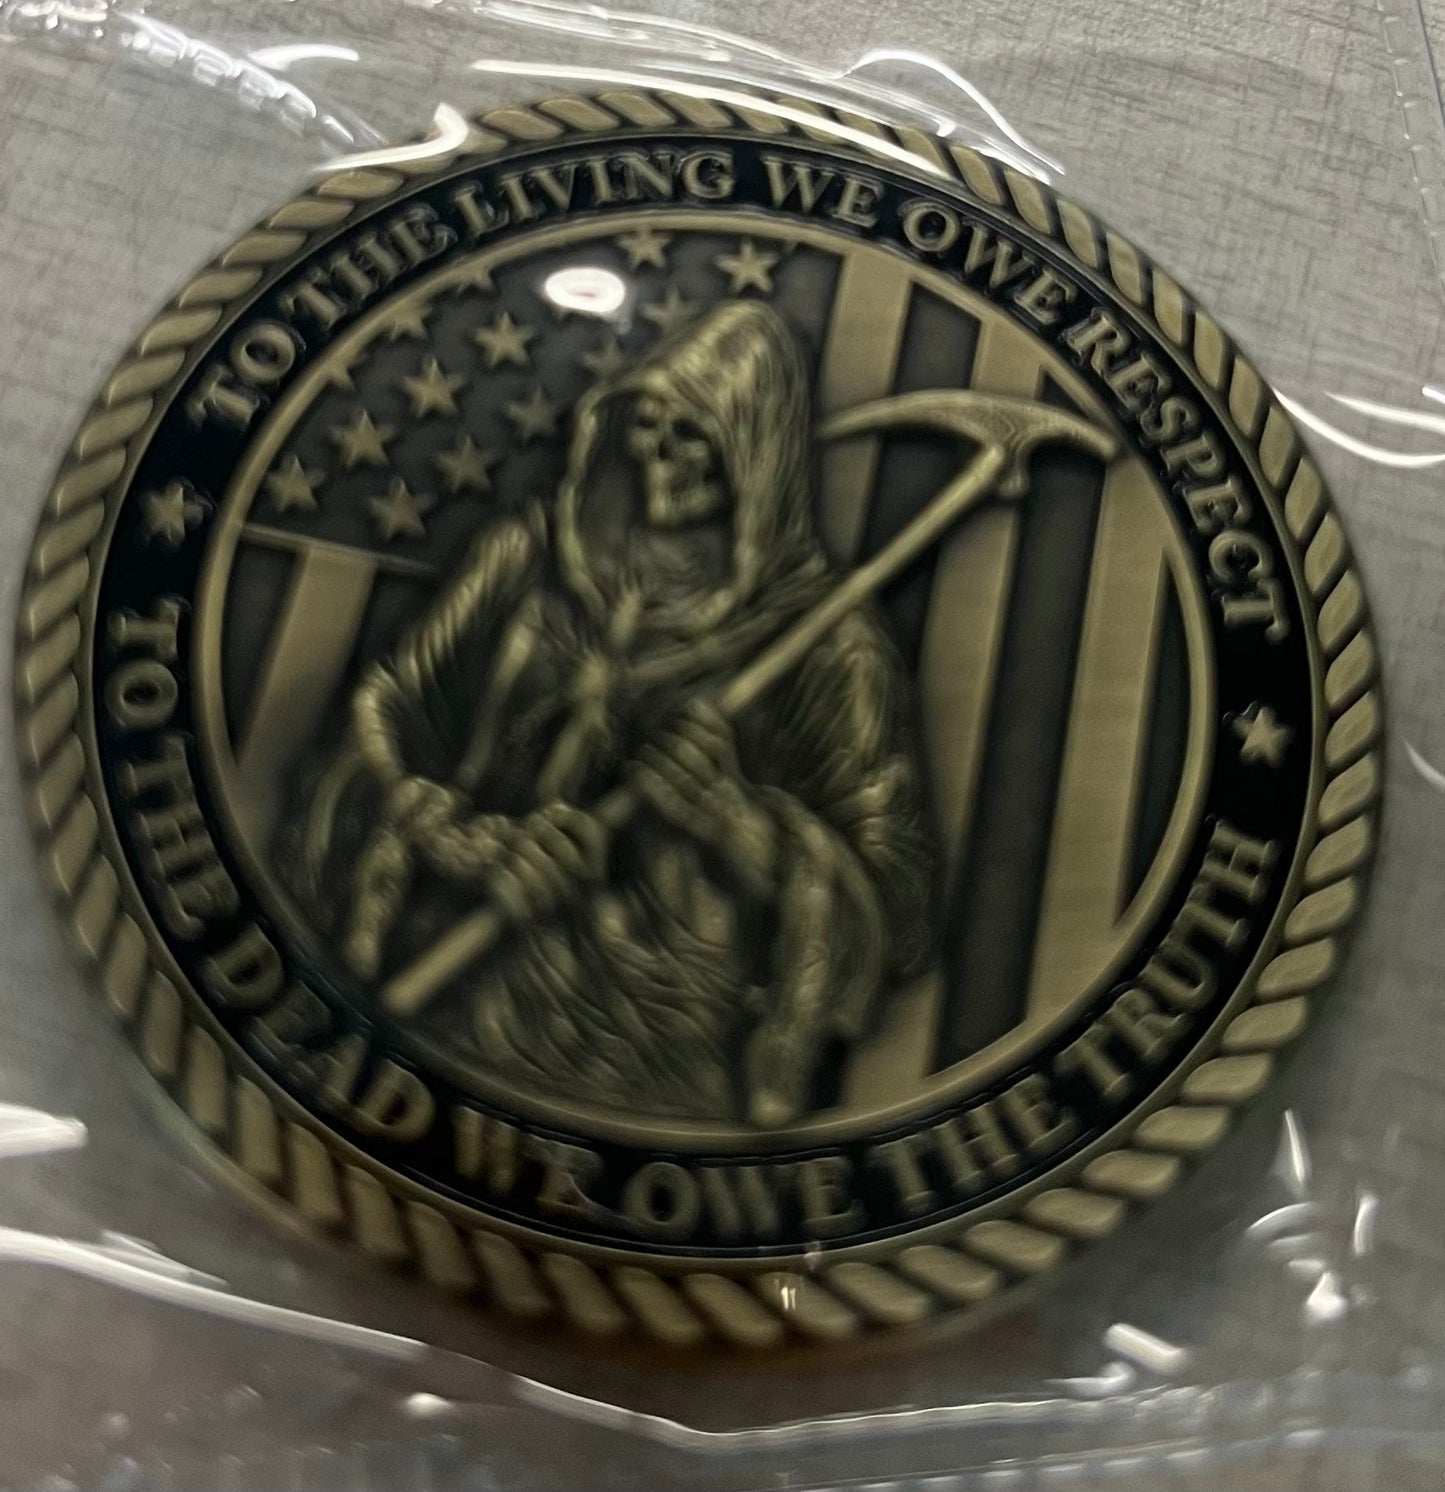 TO THE LIVING WE OWE RESPECT
TO THE DEAD WE OWE THE TRUTH